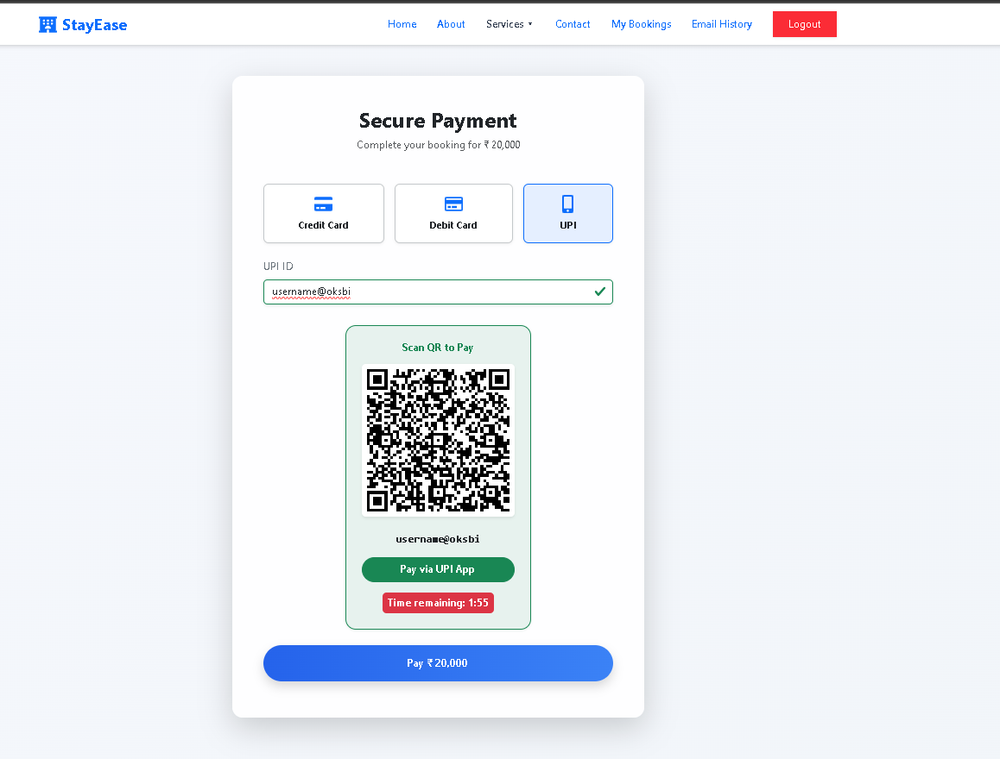 StayEase
Home About Services ▾ Contact My Bookings Email History Logout
Secure Payment
Complete your booking for ₹ 20,000
Credit Card Debit Card UPI
UPI ID
username@oksbi
Scan QR to Pay
username@oksbi
Pay via UPI App
Time remaining: 1:55
Pay ₹ 20,000